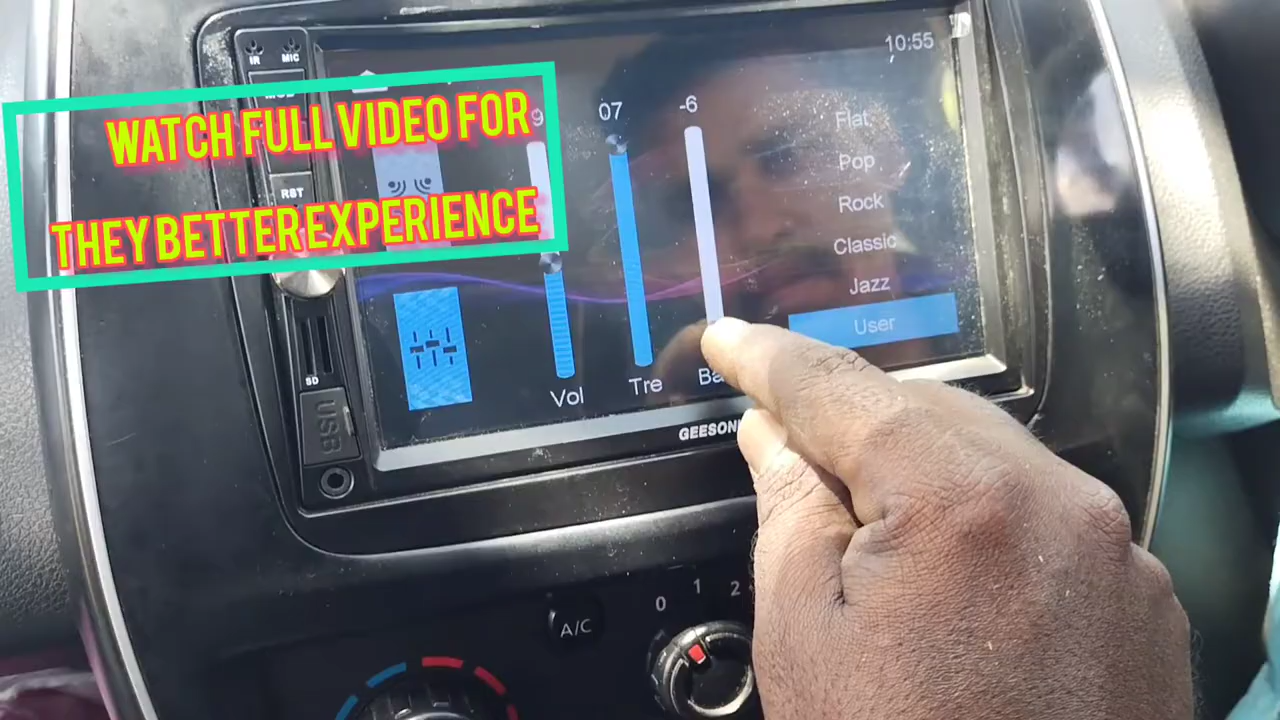 IR MIC
10:55
WATCH FULL VIDEO FOR
THEY BETTER EXPERIENCE
RST
9 07 -6
Flat
Pop
Rock
Classic
Jazz
User
Vol Tre
SD
USB
A/C
0 1 2